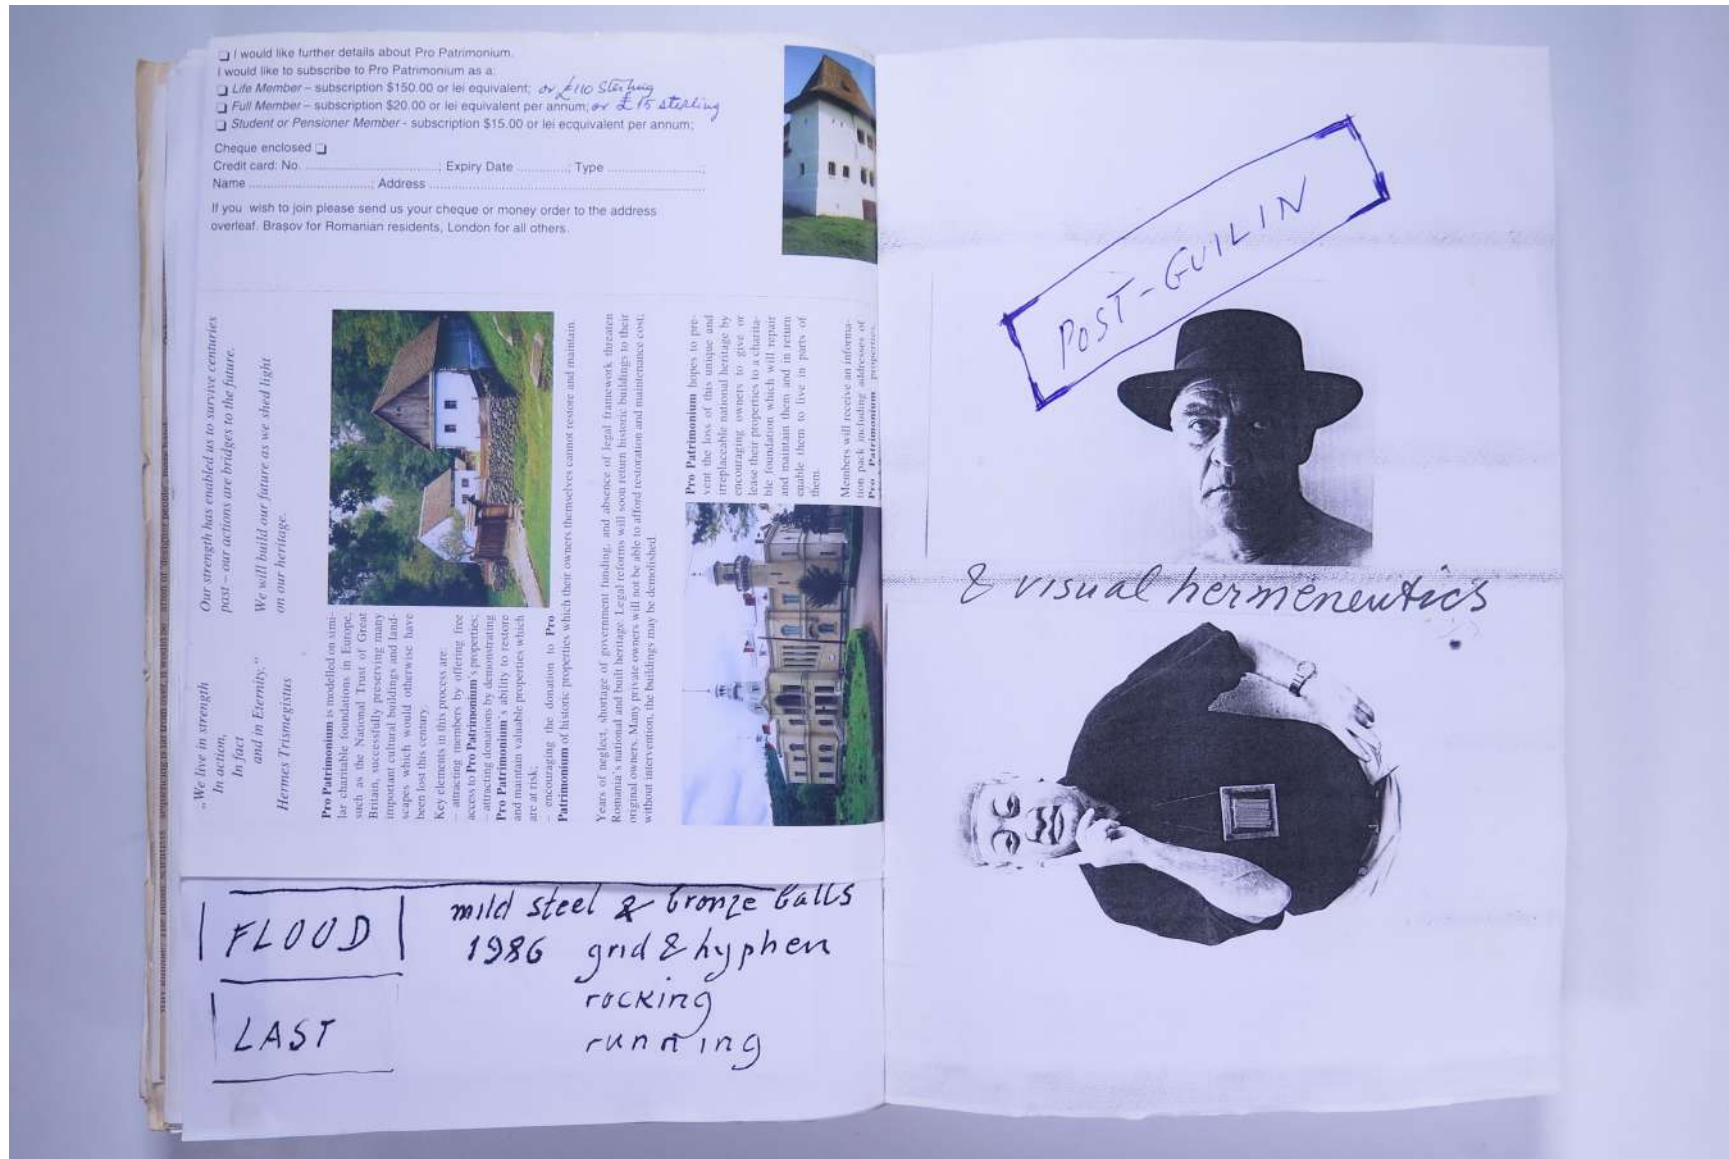 ❏ I would like further details about Pro Patrimonium.
I would like to subscribe to Pro Patrimonium as a:
❏ Life Member – subscription $150.00 or lei equivalent; or £110 Sterling
❏ Full Member – subscription $20.00 or lei equivalent per annum; or £15 sterling
❏ Student or Pensioner Member - subscription $15.00 or lei ecquivalent per annum;
Cheque enclosed ❏
Credit card: No. ; Expiry Date ; Type ;
Name ; Address
If you wish to join please send us your cheque or money order to the address
overleaf. Brașov for Romanian residents, London for all others.
„We live in strength
In action,
In fact
and in Eternity.”
Hermes Trismegistus
Our strength has enabled us to survive centuries
past – our actions are bridges to the future.
We will build our future as we shed light
on our heritage.
Pro Patrimonium is modelled on simi-
lar charitable foundations in Europe,
such as the National Trust of Great
Britain, successfully preserving many
important cultural buildings and land-
scapes which would otherwise have
been lost this century.
Key elements in this process are:
– attracting members by offering free
access to Pro Patrimonium's properties;
– attracting donations by demonstrating
Pro Patrimonium's ability to restore
and maintain valuable properties which
are at risk;
– encouraging the donation to Pro
Patrimonium of historic properties which their owners themselves cannot restore and maintain.
Years of neglect, shortage of government funding, and absence of legal framework threaten
Romania's national and built heritage. Legal reforms will soon return historic buildings to their
original owners. Many private owners will not be able to afford restoration and maintenance cost;
without intervention, the buildings may be demolished.
Pro Patrimonium hopes to pre-
vent the loss of this unique and
irreplaceable national heritage by
encouraging owners to give or
lease their properties to a charita-
ble foundation which will repair
and maintain them and in return
enable them to live in parts of
them.
Members will receive an informa-
tion pack including addresses of
Pro Patrimonium properties,
FLOOD
LAST
mild steel & bronze balls
1986 grid & hyphen
rocking
running
POST-GUILIN
& visual hermeneutics